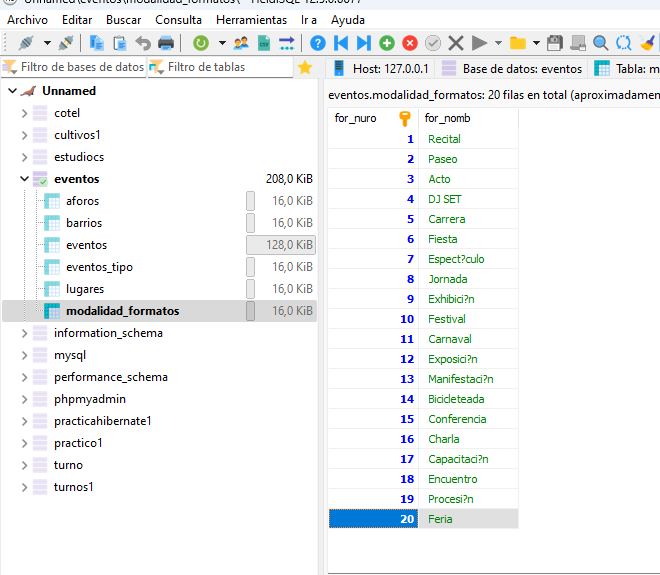 Unnamed\eventos\modalidad_formatos\ - HeidiSQL 12.5.0.6677
Archivo Editar Buscar Consulta Herramientas Ir a Ayuda
Filtro de bases de datos Filtro de tablas
Host: 127.0.0.1 Base de datos: eventos Tabla: m
Unnamed
cotel
cultivos1
estudiocs
eventos 208,0 KiB
aforos 16,0 KiB
barrios 16,0 KiB
eventos 128,0 KiB
eventos_tipo 16,0 KiB
lugares 16,0 KiB
modalidad_formatos 16,0 KiB
information_schema
mysql
performance_schema
phpmyadmin
practicahibernate1
practico1
turno
turnos1
eventos.modalidad_formatos: 20 filas en total (aproximadamen
for_nuro for_nomb
1 Recital
2 Paseo
3 Acto
4 DJ SET
5 Carrera
6 Fiesta
7 Espect?culo
8 Jornada
9 Exhibici?n
10 Festival
11 Carnaval
12 Exposici?n
13 Manifestaci?n
14 Bicicleteada
15 Conferencia
16 Charla
17 Capacitaci?n
18 Encuentro
19 Procesi?n
20 Feria